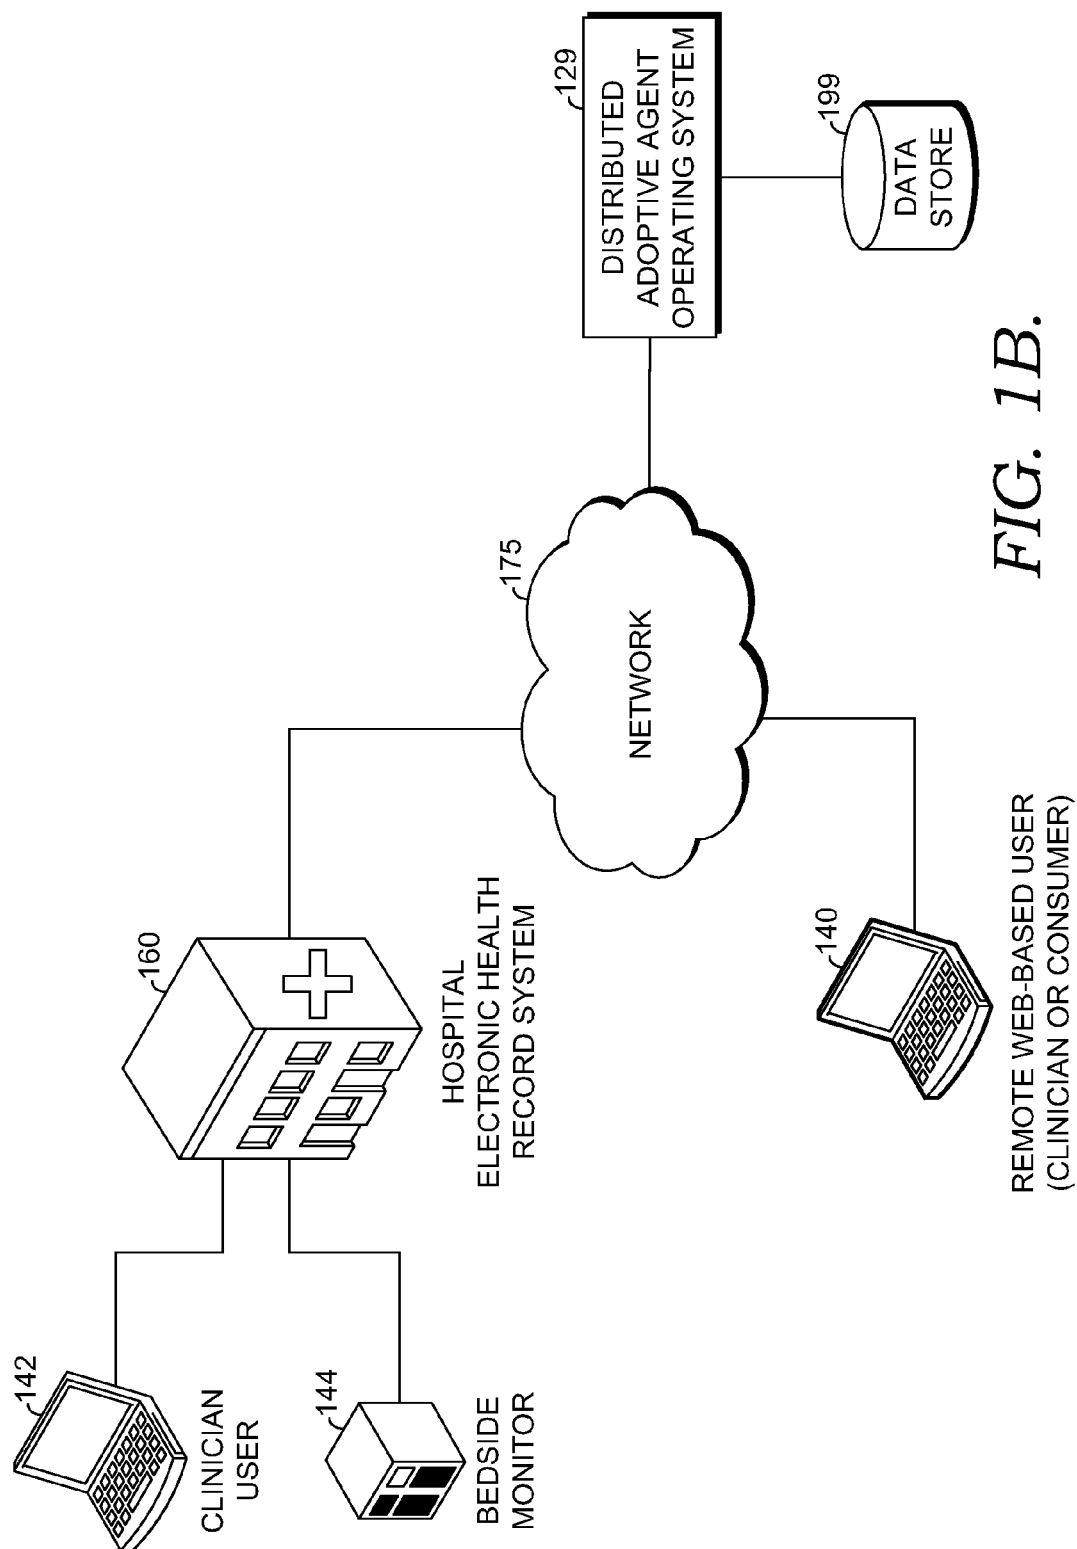 142
CLINICIAN
USER
144
BEDSIDE
MONITOR
160
HOSPITAL
ELECTRONIC HEALTH
RECORD SYSTEM
175
NETWORK
140
REMOTE WEB-BASED USER
(CLINICIAN OR CONSUMER)
129
DISTRIBUTED
ADOPTIVE AGENT
OPERATING SYSTEM
199
DATA
STORE
FIG. 1B.